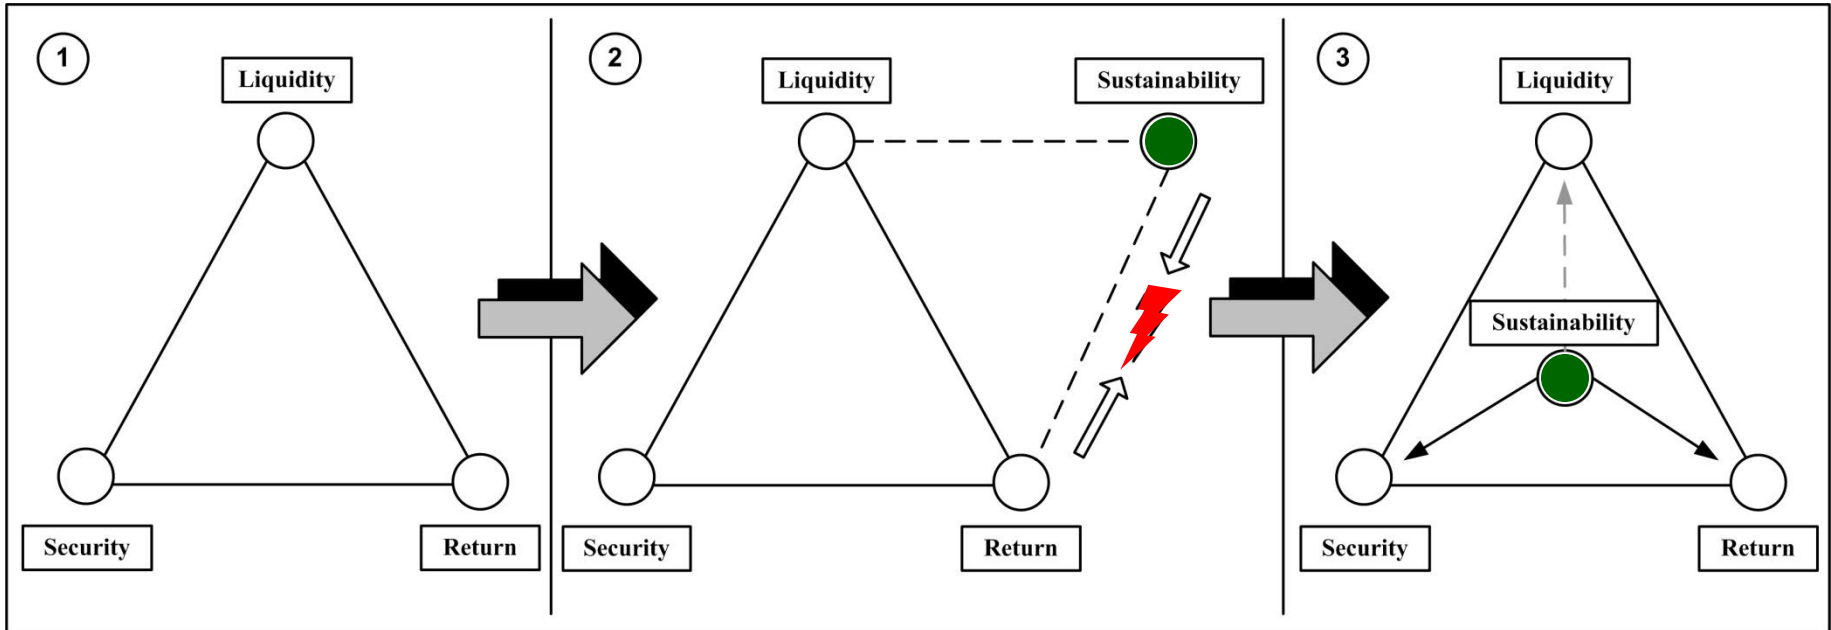 1
Liquidity
Security
Return
2
Liquidity
Sustainability
Security
Return
3
Liquidity
Sustainability
Security
Return